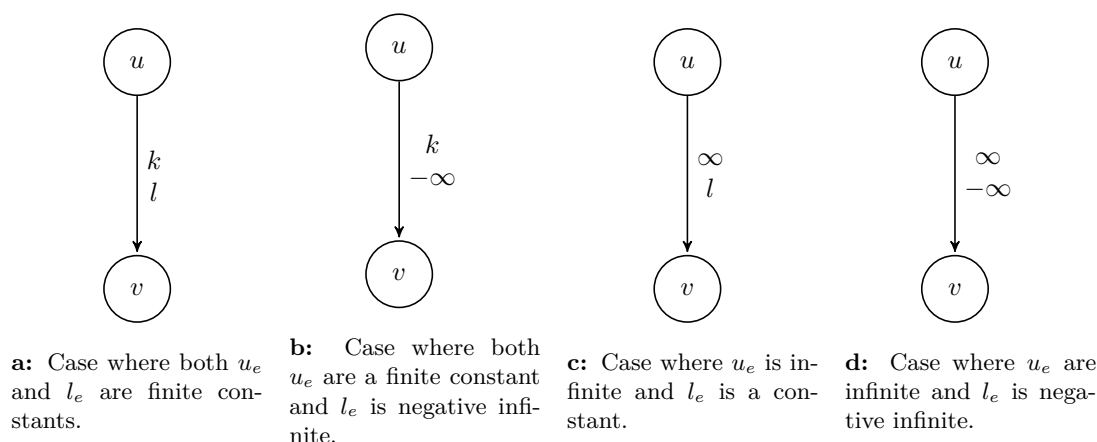 u
k
l
v
a: Case where both u_e
and l_e are finite con-
stants.
u
k
−∞
v
b: Case where both
u_e are a finite constant
and l_e is negative infi-
nite.
u
∞
l
v
c: Case where u_e is in-
finite and l_e is a con-
stant.
u
∞
−∞
v
d: Case where u_e are
infinite and l_e is nega-
tive infinite.